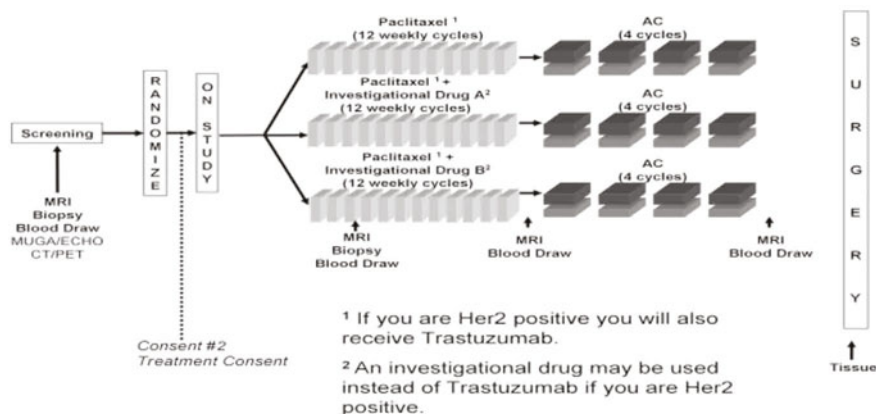 Paclitaxel ¹
(12 weekly cycles)
AC
(4 cycles)
Paclitaxel ¹ +
Investigational Drug A²
(12 weekly cycles)
AC
(4 cycles)
Paclitaxel ¹ +
Investigational Drug B²
(12 weekly cycles)
AC
(4 cycles)
Screening
RANDOMIZE
ON STUDY
SURGERY
MRI
Biopsy
Blood Draw
MUGA/ECHO
CT/PET
MRI
Biopsy
Blood Draw
MRI
Blood Draw
MRI
Blood Draw
Consent #2
Treatment Consent
Tissue
¹ If you are Her2 positive you will also
receive Trastuzumab.
² An investigational drug may be used
instead of Trastuzumab if you are Her2
positive.